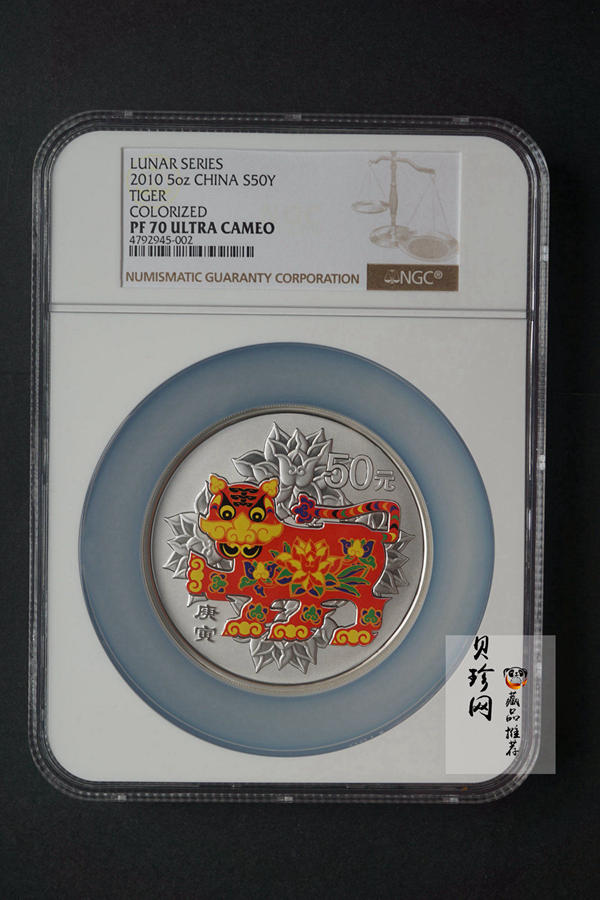 LUNAR SERIES
2010 5oz CHINA S50Y
TIGER
COLORIZED
PF 70 ULTRA CAMEO
4792945-002
NUMISMATIC GUARANTY CORPORATION
NGC®
50元
庚
寅
贝珍网
藏品推荐